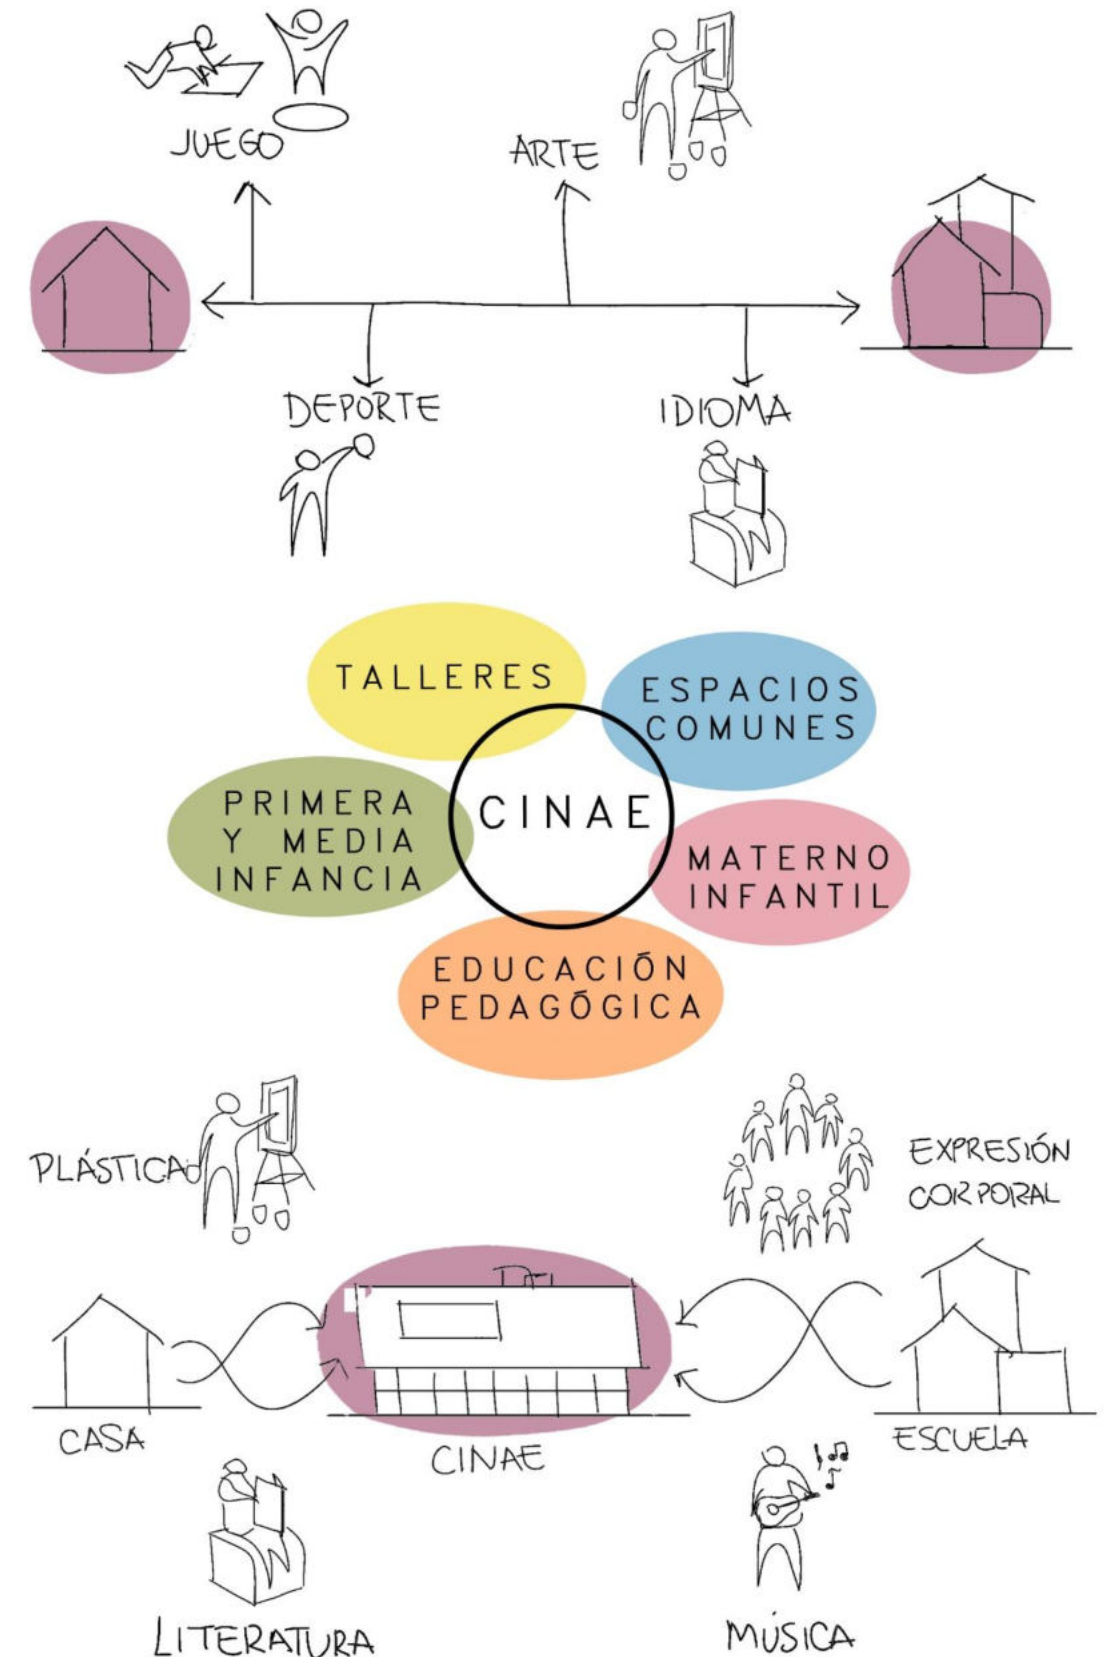 JUEGO
ARTE
DEPORTE
IDIOMA
TALLERES
ESPACIOS
COMUNES
PRIMERA
Y MEDIA
INFANCIA
CINAE
MATERNO
INFANTIL
EDUCACIÓN
PEDAGÓGICA
PLÁSTICA
EXPRESIÓN
CORPORAL
CASA
CINAE
ESCUELA
LITERATURA
MÚSICA